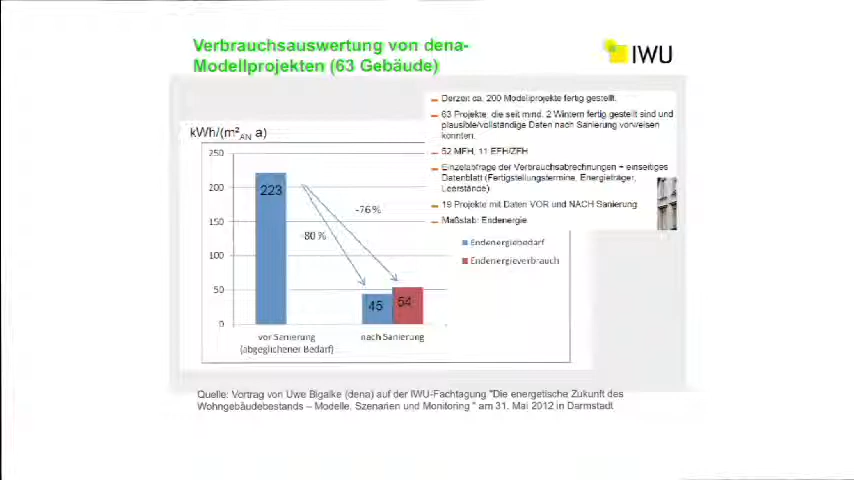 Verbrauchsauswertung von dena-
Modellprojekten (63 Gebäude)
IWU
Derzeit ca. 200 Modellprojekte fertig gestellt.
63 Projekte, die seit mind. 2 Wintern fertig gestellt sind und
plausible/vollständige Daten nach Sanierung vorweisen
konnten.
52 MFH, 11 EFH/ZFH
Einzelabfrage der Verbrauchsabrechnungen + einseitiges
Datenblatt (Fertigstellungstermine, Energieträger,
Leerstände)
19 Projekte mit Daten VOR und NACH Sanierung
Maßstab: Endenergie
kWh/(m²AN a)
250
200
150
100
50
0
223
-76%
-80%
45
54
Endenergiebedarf
Endenergieverbrauch
vor Sanierung
(abgeglichener Bedarf)
nach Sanierung
Quelle: Vortrag von Uwe Bigalke (dena) auf der IWU-Fachtagung "Die energetische Zukunft des
Wohngebäudebestands – Modelle, Szenarien und Monitoring " am 31. Mai 2012 in Darmstadt